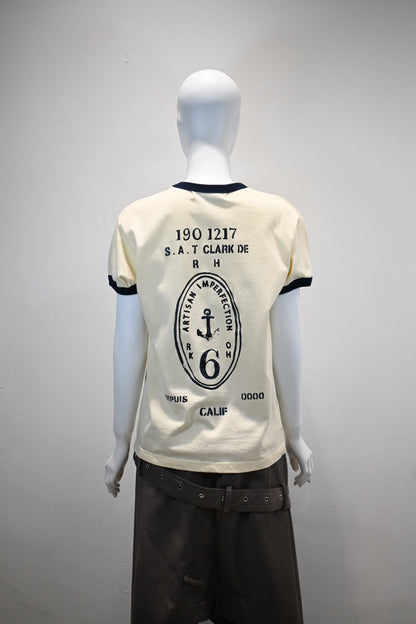 190 1217
S.A.T CLARK DE
R H
ARTISAN IMPERFECTION
RK OH
6
EPUIS 0000
CALIF